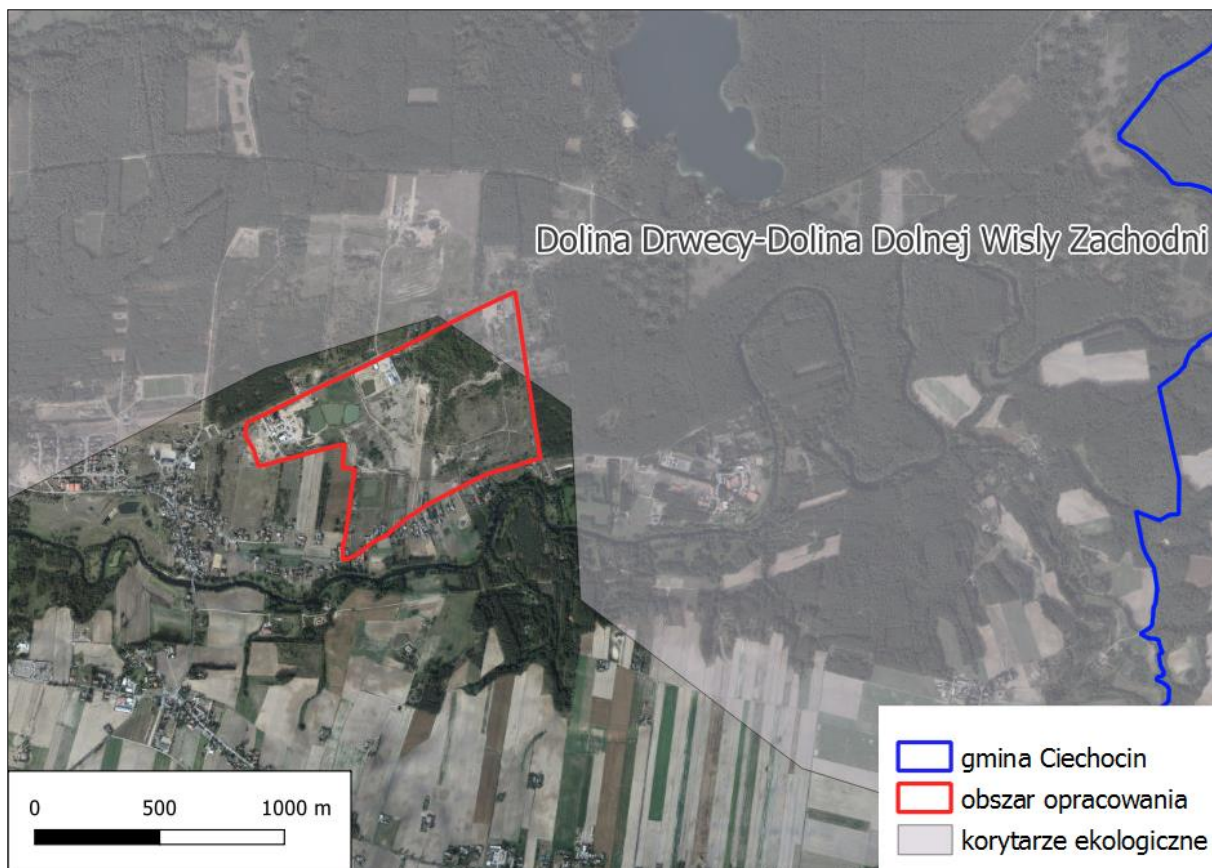 Dolina Drwecy-Dolina Dolnej Wisly Zachodni
0 500 1000 m
gmina Ciechocin
obszar opracowania
korytarze ekologiczne